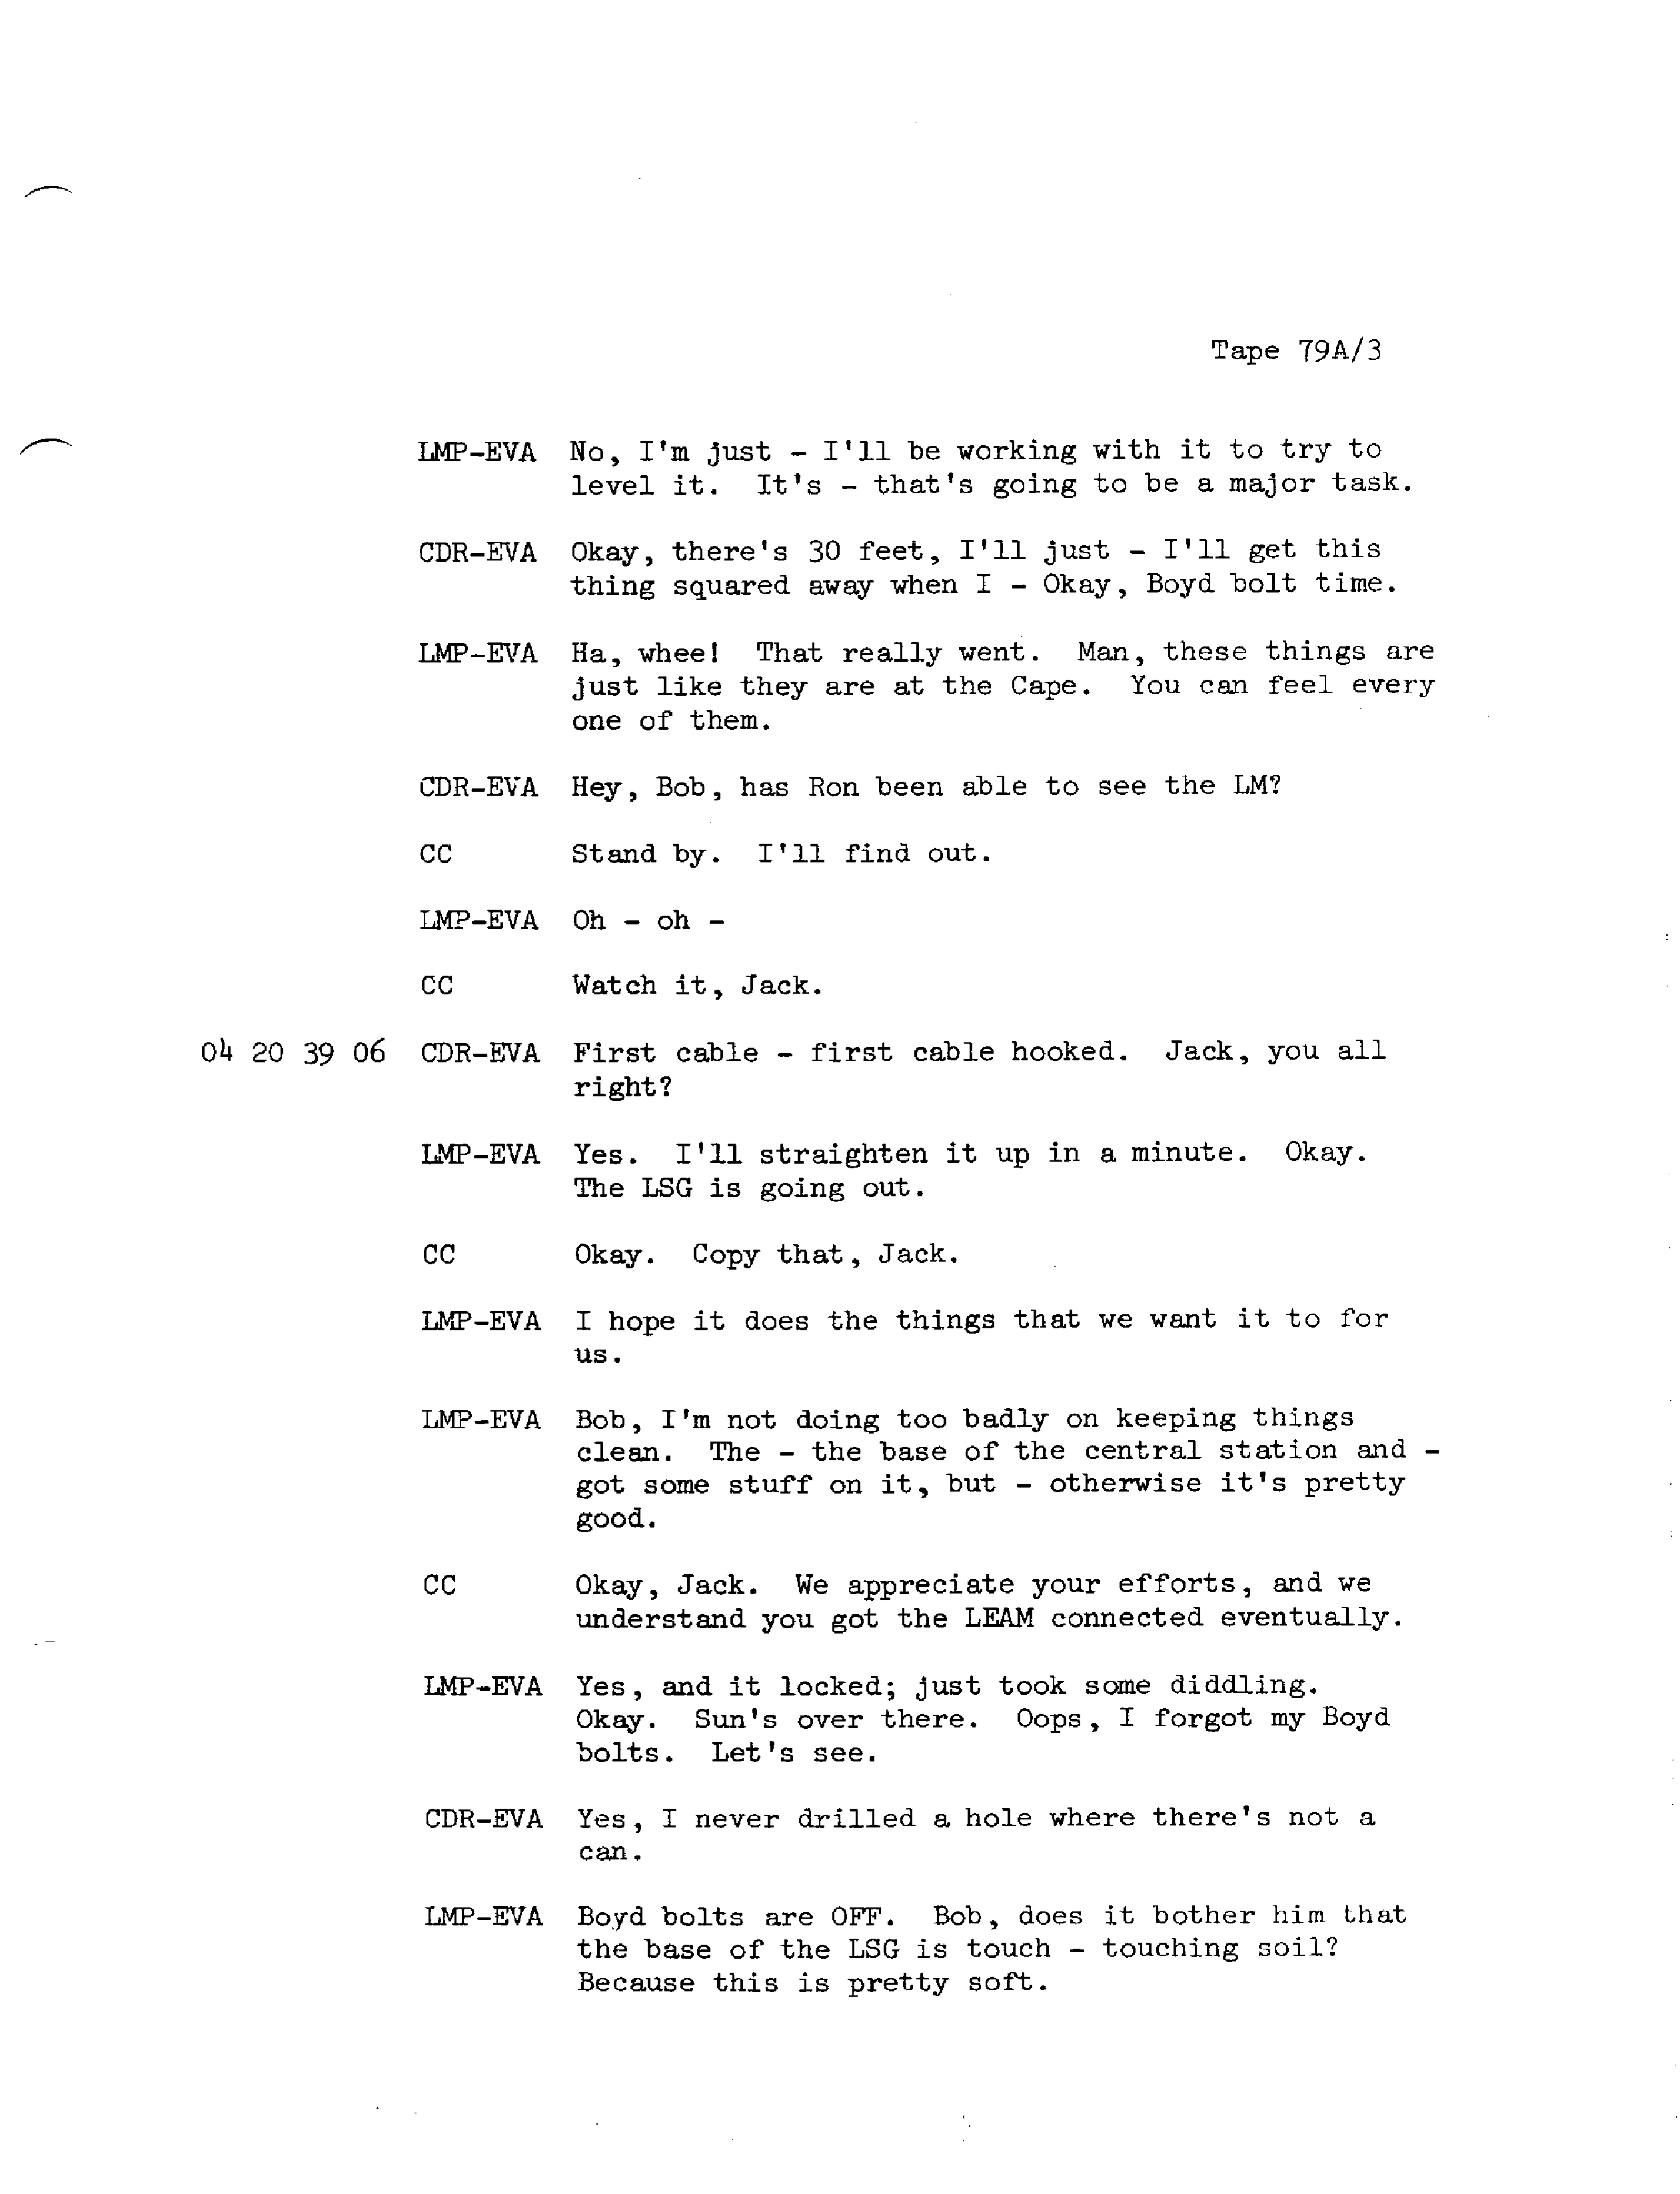 Tape 79A/3
LMP-EVA No, I'm just - I'll be working with it to try to
level it. It's - that's going to be a major task.
CDR-EVA Okay, there's 30 feet, I'll just - I'll get this
thing squared away when I - Okay, Boyd bolt time.
LMP-EVA Ha, whee! That really went. Man, these things are
just like they are at the Cape. You can feel every
one of them.
CDR-EVA Hey, Bob, has Ron been able to see the LM?
CC Stand by. I'll find out.
LMP-EVA Oh - oh -
CC Watch it, Jack.
04 20 39 06 CDR-EVA First cable - first cable hooked. Jack, you all
right?
LMP-EVA Yes. I'll straighten it up in a minute. Okay.
The LSG is going out.
CC Okay. Copy that, Jack.
LMP-EVA I hope it does the things that we want it to for
us.
LMP-EVA Bob, I'm not doing too badly on keeping things
clean. The - the base of the central station and -
got some stuff on it, but - otherwise it's pretty
good.
CC Okay, Jack. We appreciate your efforts, and we
understand you got the LEAM connected eventually.
LMP-EVA Yes, and it locked; just took some diddling.
Okay. Sun's over there. Oops, I forgot my Boyd
bolts. Let's see.
CDR-EVA Yes, I never drilled a hole where there's not a
can.
LMP-EVA Boyd bolts are OFF. Bob, does it bother him that
the base of the LSG is touch - touching soil?
Because this is pretty soft.